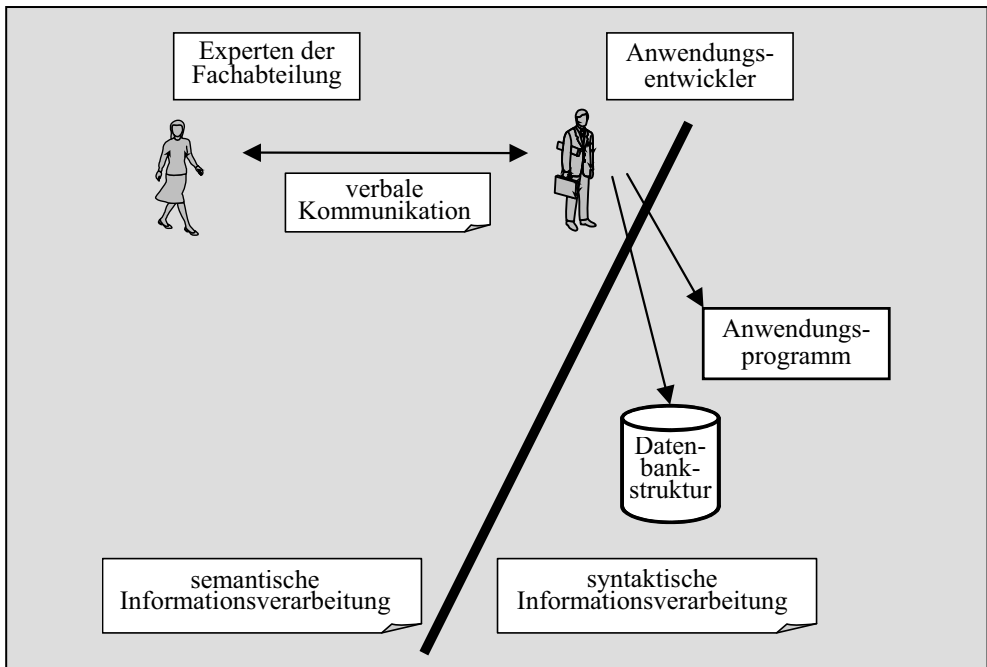 Experten der
Fachabteilung
Anwendungs-
entwickler
verbale
Kommunikation
Anwendungs-
programm
Daten-
bank-
struktur
semantische
Informationsverarbeitung
syntaktische
Informationsverarbeitung